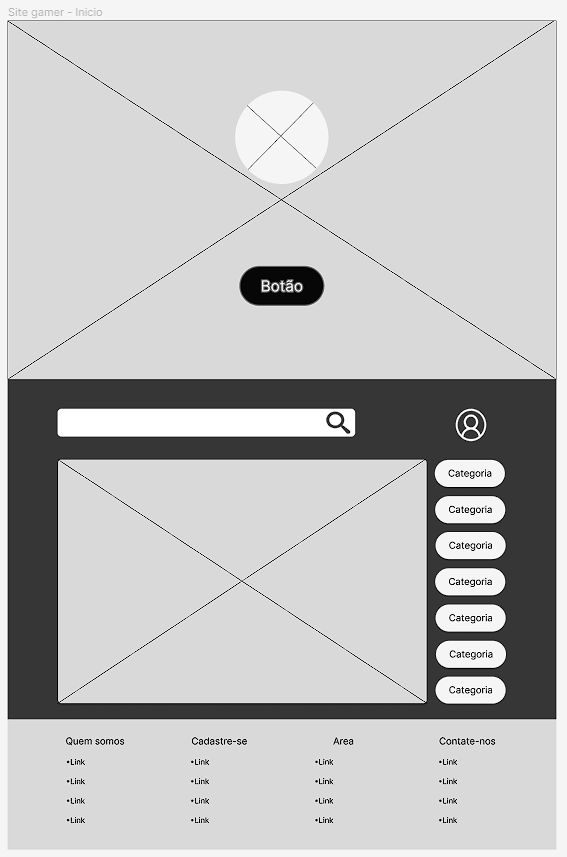 Site gamer - Inicio
Botão
Categoria
Categoria
Categoria
Categoria
Categoria
Categoria
Categoria
Quem somos
•Link
•Link
•Link
•Link
Cadastre-se
•Link
•Link
•Link
•Link
Area
•Link
•Link
•Link
•Link
Contate-nos
•Link
•Link
•Link
•Link